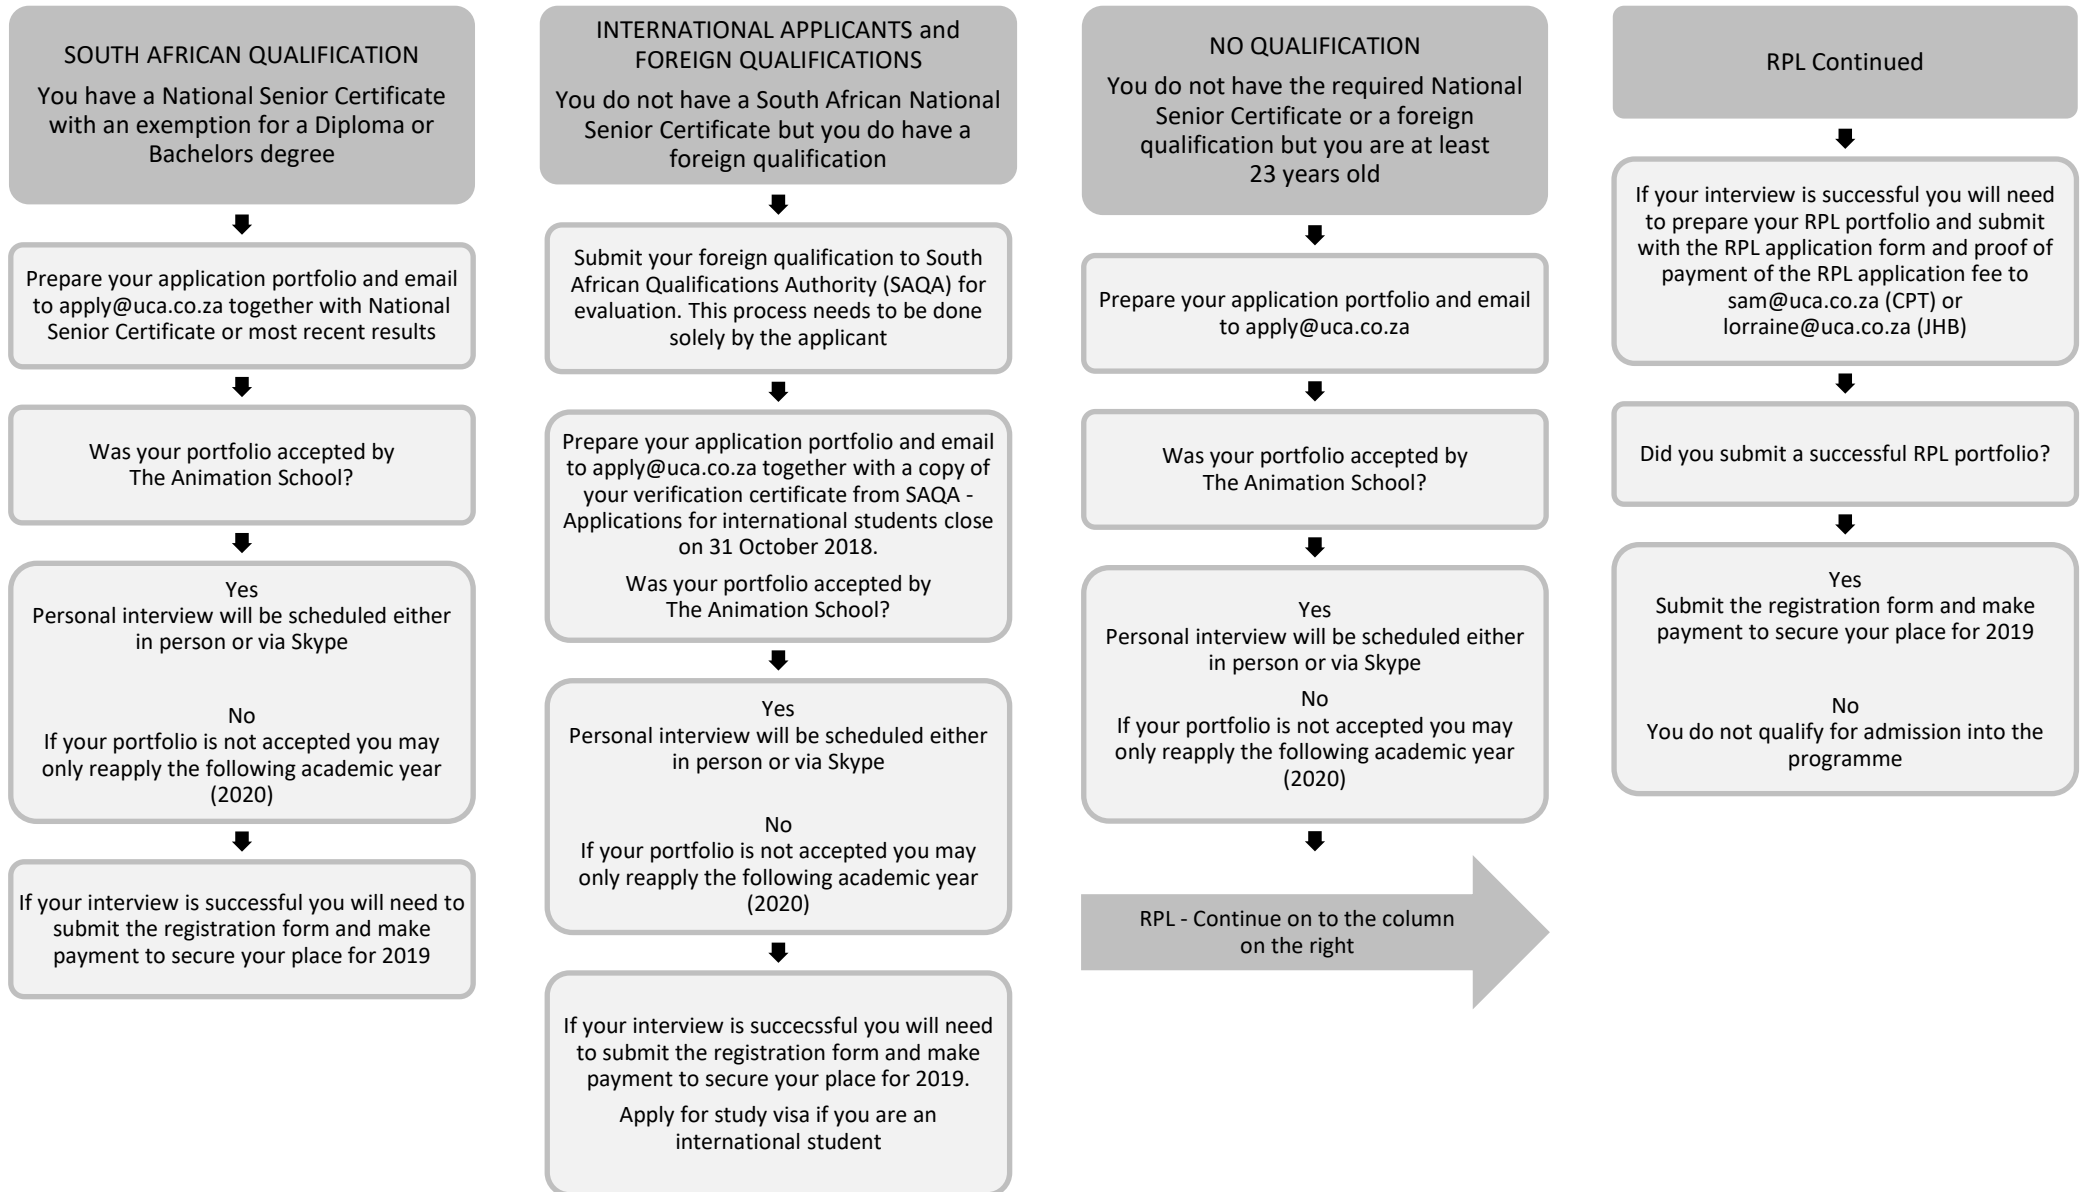 SOUTH AFRICAN QUALIFICATION
You have a National Senior Certificate
with an exemption for a Diploma or
Bachelors degree
Prepare your application portfolio and email
to apply@uca.co.za together with National
Senior Certificate or most recent results
Was your portfolio accepted by
The Animation School?
Yes
Personal interview will be scheduled either
in person or via Skype
No
If your portfolio is not accepted you may
only reapply the following academic year
(2020)
If your interview is successful you will need to
submit the registration form and make
payment to secure your place for 2019
INTERNATIONAL APPLICANTS and
FOREIGN QUALIFICATIONS
You do not have a South African National
Senior Certificate but you do have a
foreign qualification
Submit your foreign qualification to South
African Qualifications Authority (SAQA) for
evaluation. This process needs to be done
solely by the applicant
Prepare your application portfolio and email
to apply@uca.co.za together with a copy of
your verification certificate from SAQA -
Applications for international students close
on 31 October 2018.
Was your portfolio accepted by
The Animation School?
Yes
Personal interview will be scheduled either
in person or via Skype
No
If your portfolio is not accepted you may
only reapply the following academic year
(2020)
If your interview is succecssful you will need
to submit the registration form and make
payment to secure your place for 2019.
Apply for study visa if you are an
international student
NO QUALIFICATION
You do not have the required National
Senior Certificate or a foreign
qualification but you are at least
23 years old
Prepare your application portfolio and email
to apply@uca.co.za
Was your portfolio accepted by
The Animation School?
Yes
Personal interview will be scheduled either
in person or via Skype
No
If your portfolio is not accepted you may
only reapply the following academic year
(2020)
RPL - Continue on to the column
on the right
RPL Continued
If your interview is successful you will need
to prepare your RPL portfolio and submit
with the RPL application form and proof of
payment of the RPL application fee to
sam@uca.co.za (CPT) or
lorraine@uca.co.za (JHB)
Did you submit a successful RPL portfolio?
Yes
Submit the registration form and make
payment to secure your place for 2019
No
You do not qualify for admission into the
programme